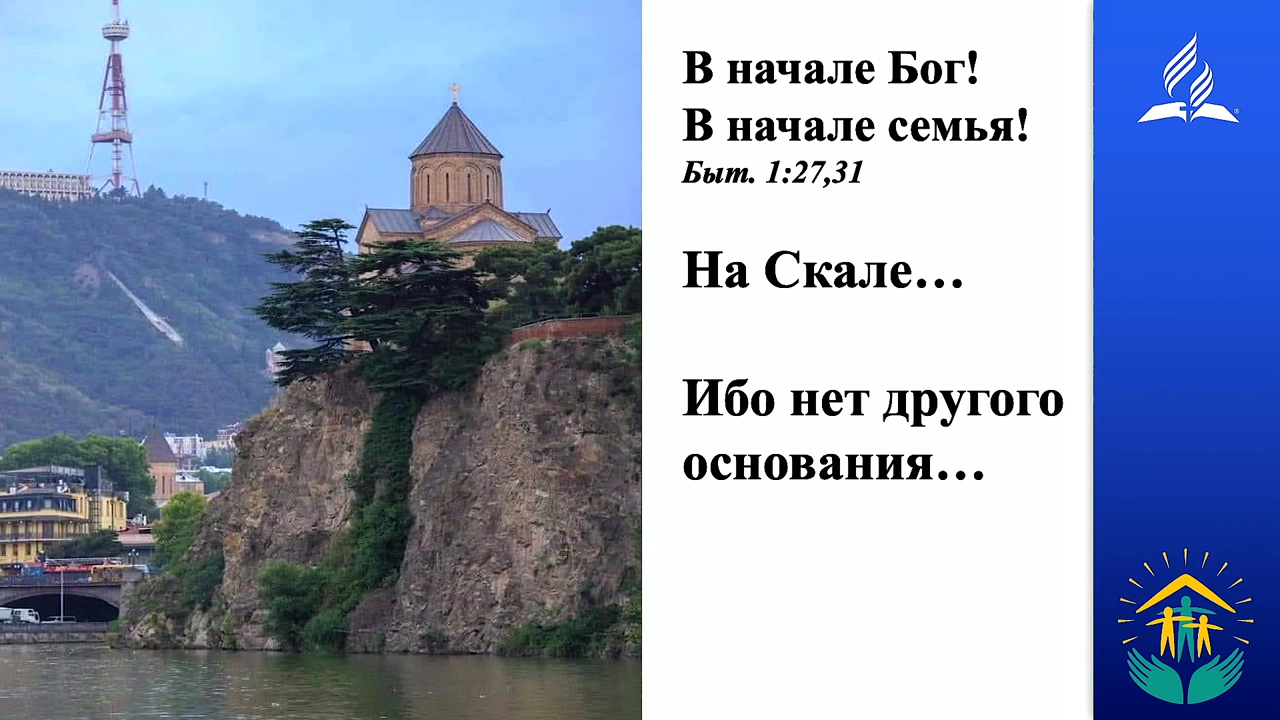 В начале Бог!
В начале семья!
Быт. 1:27,31
На Скале…
Ибо нет другого
основания…